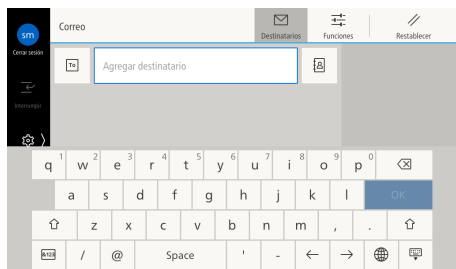 Correo
Destinatarios
Funciones
Restablecer
sm
Cerrar sesión
Interrumpir
To
Agregar destinatario
q 1 w 2 e 3 r 4 t 5 y 6 u 7 i 8 o 9 p 0
a s d f g h j k l OK
z x c v b n m , .
&123 / @ Space ' -